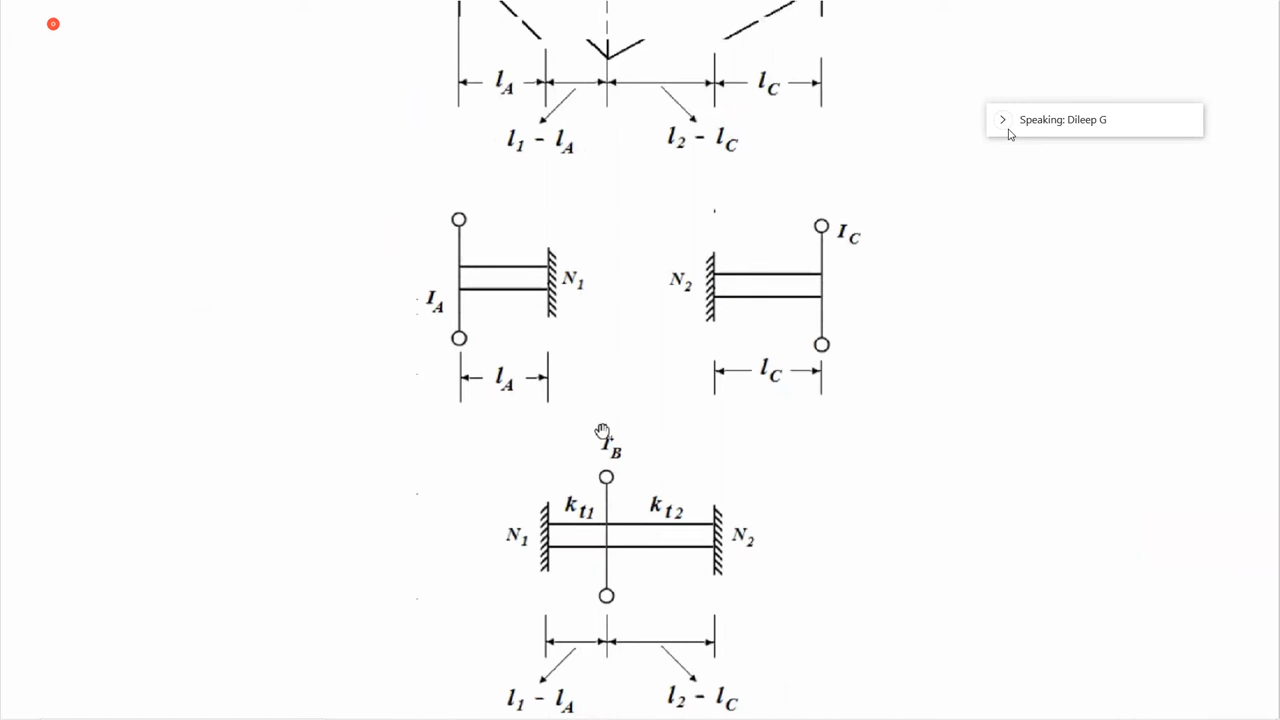 l_A l_C
l_1 - l_A l_2 - l_C
Speaking: Dileep G
I_C
N_1 N_2
I_A
l_A l_C
I_B
k_t1 k_t2
N_1 N_2
l_1 - l_A l_2 - l_C